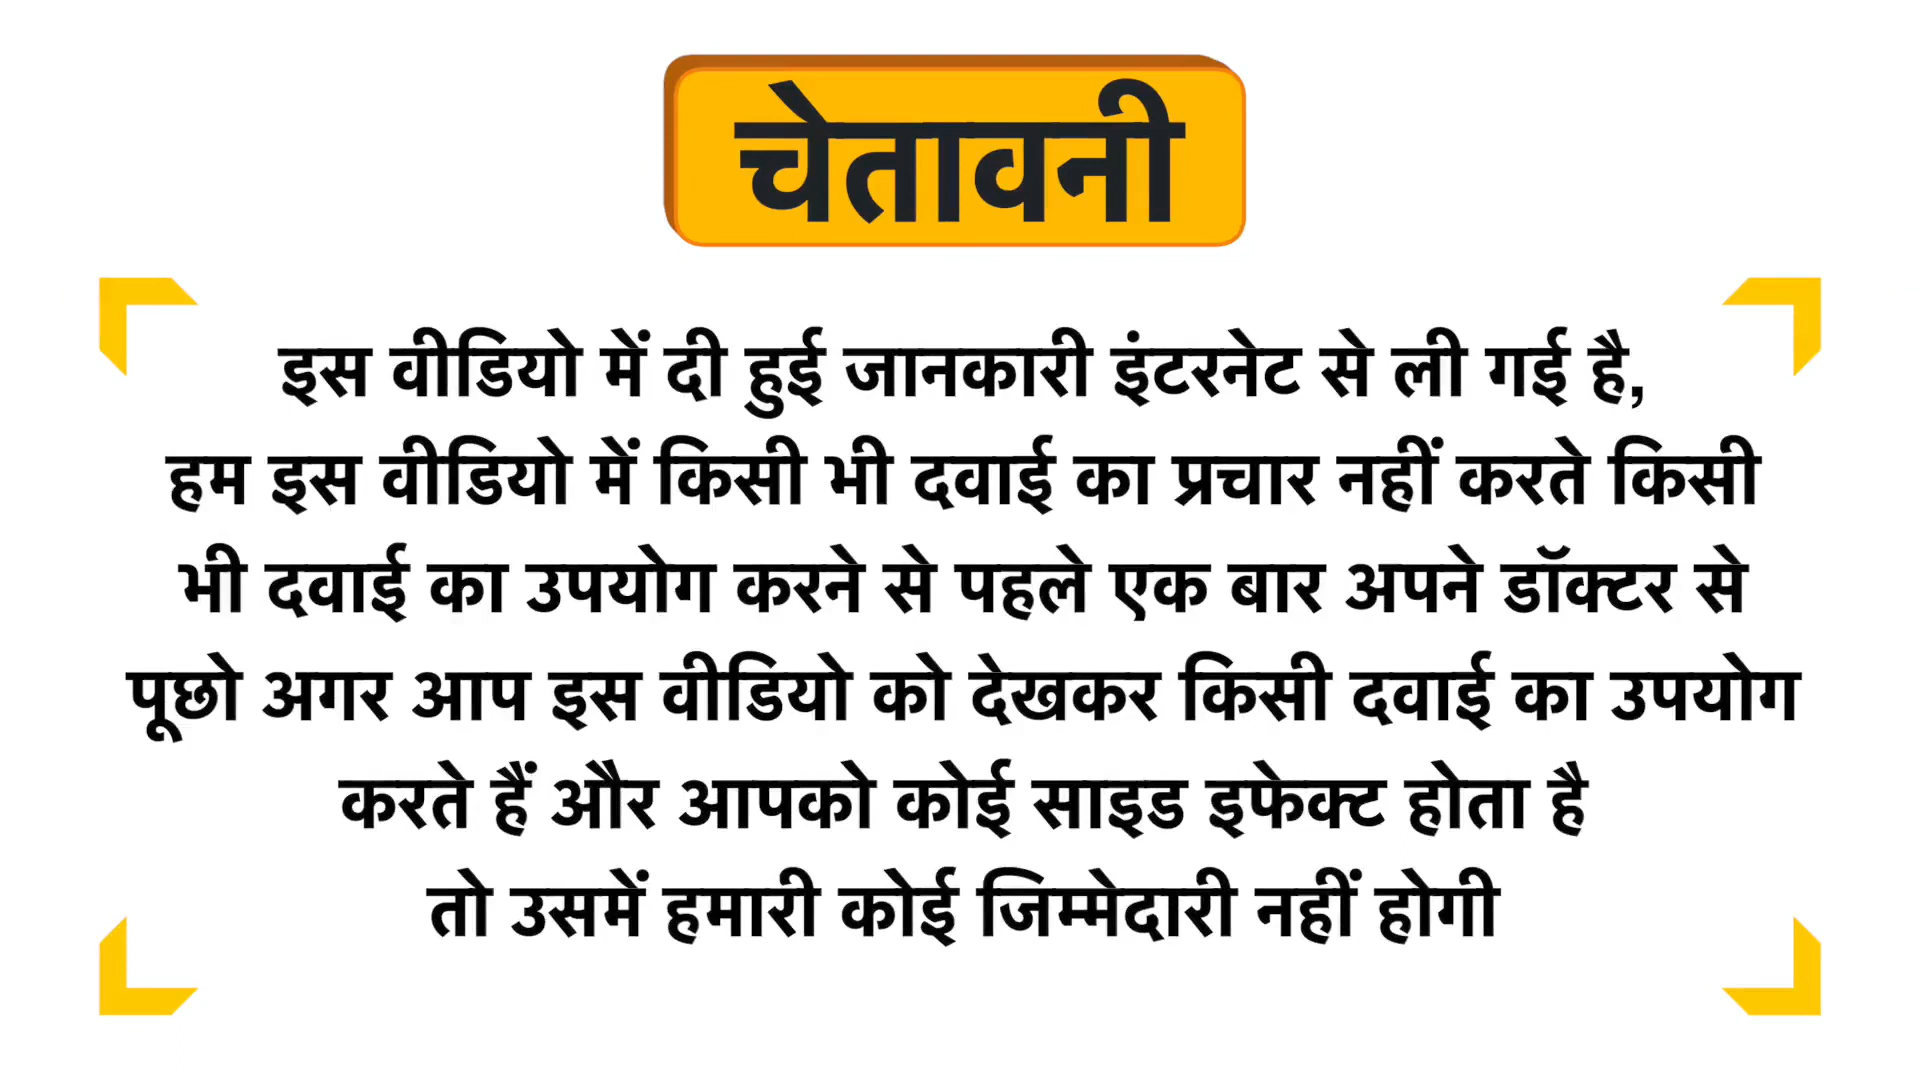 चेतावनी
इस वीडियो में दी हुई जानकारी इंटरनेट से ली गई है,
हम इस वीडियो में किसी भी दवाई का प्रचार नहीं करते किसी
भी दवाई का उपयोग करने से पहले एक बार अपने डॉक्टर से
पूछो अगर आप इस वीडियो को देखकर किसी दवाई का उपयोग
करते हैं और आपको कोई साइड इफेक्ट होता है
तो उसमें हमारी कोई जिम्मेदारी नहीं होगी